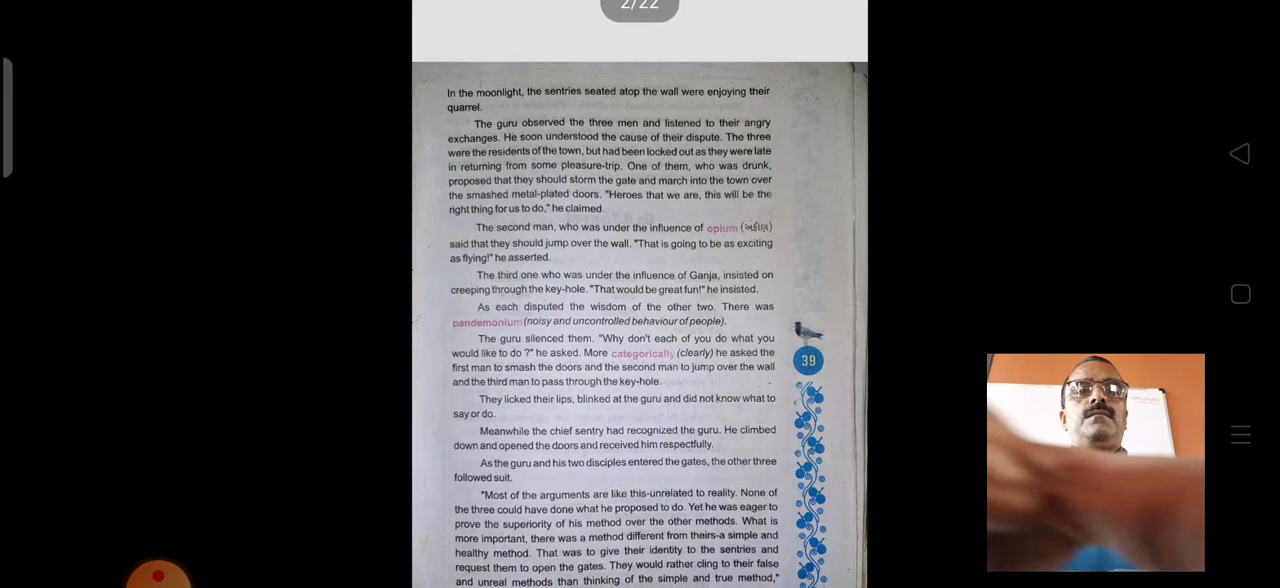 2/22
In the moonlight, the sentries seated atop the wall were enjoying their
quarrel.
The guru observed the three men and listened to their angry
exchanges. He soon understood the cause of their dispute. The three
were the residents of the town, but had been locked out as they were late
in returning from some pleasure-trip. One of them, who was drunk,
proposed that they should storm the gate and march into the town over
the smashed metal-plated doors. "Heroes that we are, this will be the
right thing for us to do," he claimed.
The second man, who was under the influence of opium (અફીણ)
said that they should jump over the wall. "That is going to be as exciting
as flying!" he asserted.
The third one who was under the influence of Ganja, insisted on
creeping through the key-hole. "That would be great fun!" he insisted.
As each disputed the wisdom of the other two. There was
pandemonium (noisy and uncontrolled behaviour of people).
The guru silenced them. "Why don't each of you do what you
would like to do ?" he asked. More categorically (clearly) he asked the
first man to smash the doors and the second man to jump over the wall
and the third man to pass through the key-hole.
They licked their lips, blinked at the guru and did not know what to
say or do.
Meanwhile the chief sentry had recognized the guru. He climbed
down and opened the doors and received him respectfully.
As the guru and his two disciples entered the gates, the other three
followed suit.
"Most of the arguments are like this-unrelated to reality. None of
the three could have done what he proposed to do. Yet he was eager to
prove the superiority of his method over the other methods. What is
more important, there was a method different from theirs-a simple and
healthy method. That was to give their identity to the sentries and
request them to open the gates. They would rather cling to their false
and unreal methods than thinking of the simple and true method,"
39